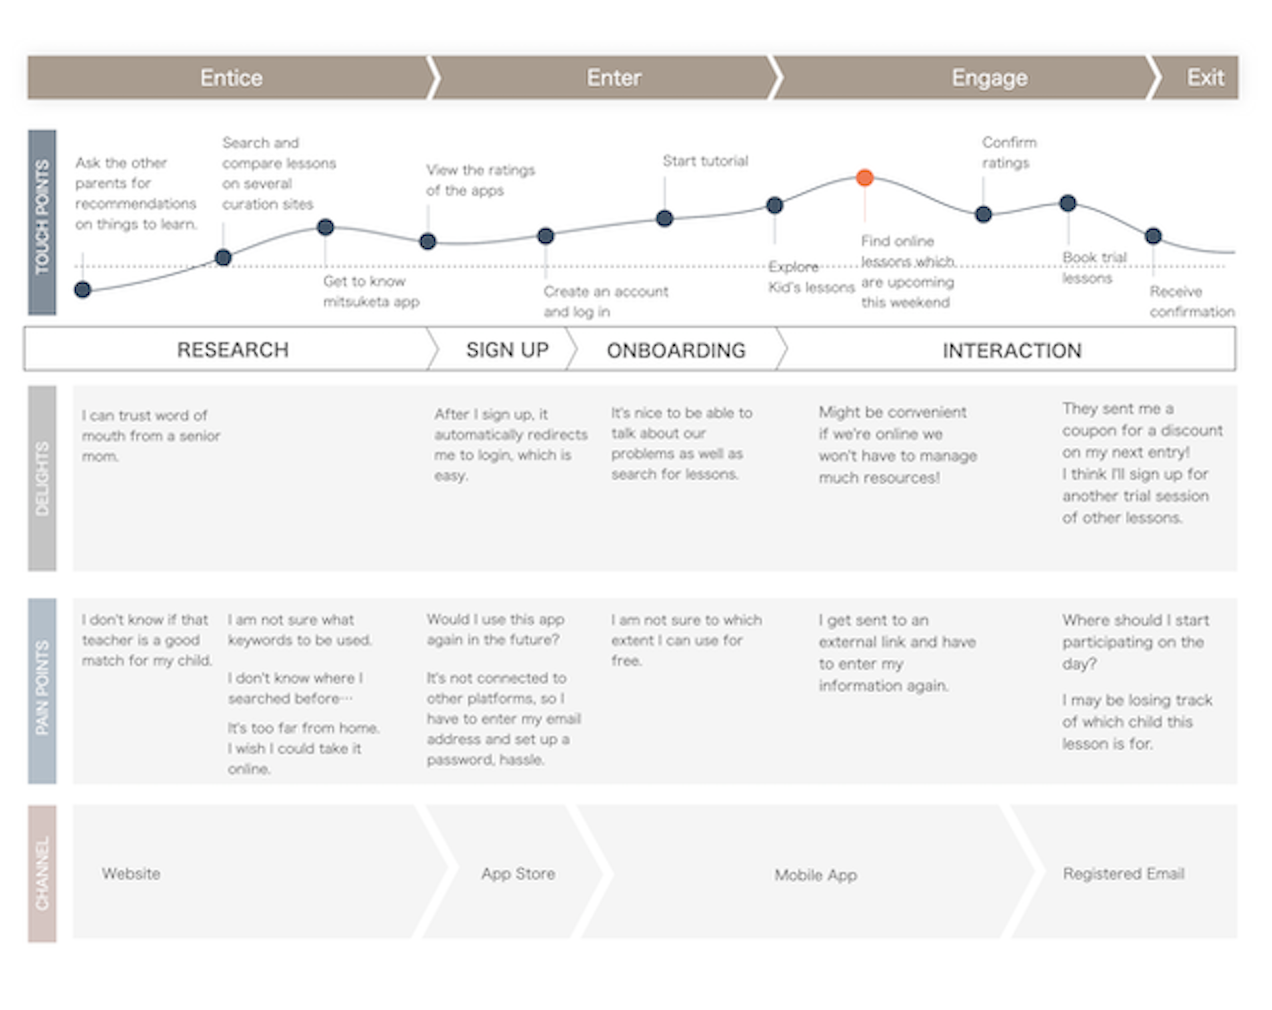 Entice
Enter
Engage
Exit
TOUCH POINTS
Ask the other
parents for
recommendations
on things to learn.
Search and
compare lessons
on several
curation sites
Get to know
mitsuketa app
View the ratings
of the apps
Create an account
and log in
Start tutorial
Explore
Kid's lessons
Find online
lessons which
are upcoming
this weekend
Confirm
ratings
Book trial
lessons
Receive
confirmation
RESEARCH
SIGN UP
ONBOARDING
INTERACTION
DELIGHTS
I can trust word of
mouth from a senior
mom.
After I sign up, it
automatically redirects
me to login, which is
easy.
It's nice to be able to
talk about our
problems as well as
search for lessons.
Might be convenient
if we're online we
won't have to manage
much resources!
They sent me a
coupon for a discount
on my next entry!
I think I'll sign up for
another trial session
of other lessons.
PAIN POINTS
I don't know if that
teacher is a good
match for my child.
I am not sure what
keywords to be used.
I don't know where I
searched before…
It's too far from home.
I wish I could take it
online.
Would I use this app
again in the future?
It's not connected to
other platforms, so I
have to enter my email
address and set up a
password, hassle.
I am not sure to which
extent I can use for
free.
I get sent to an
external link and have
to enter my
information again.
Where should I start
participating on the
day?
I may be losing track
of which child this
lesson is for.
CHANNEL
Website
App Store
Mobile App
Registered Email